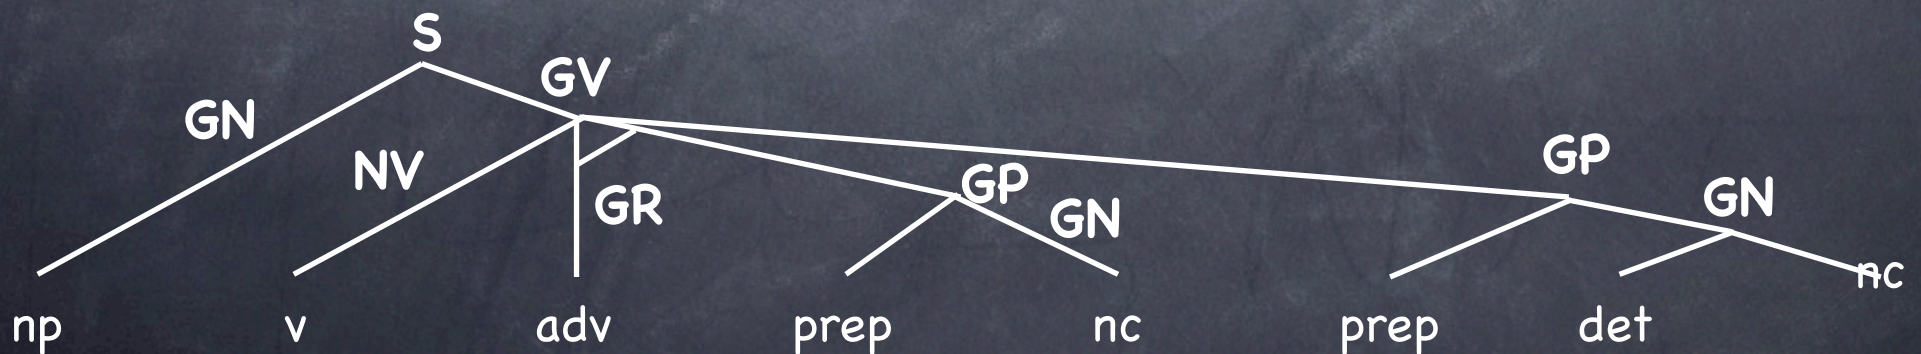 S
GV
GN
NV
GR
GP
GN
GP
GN
nc
np v adv prep nc prep det